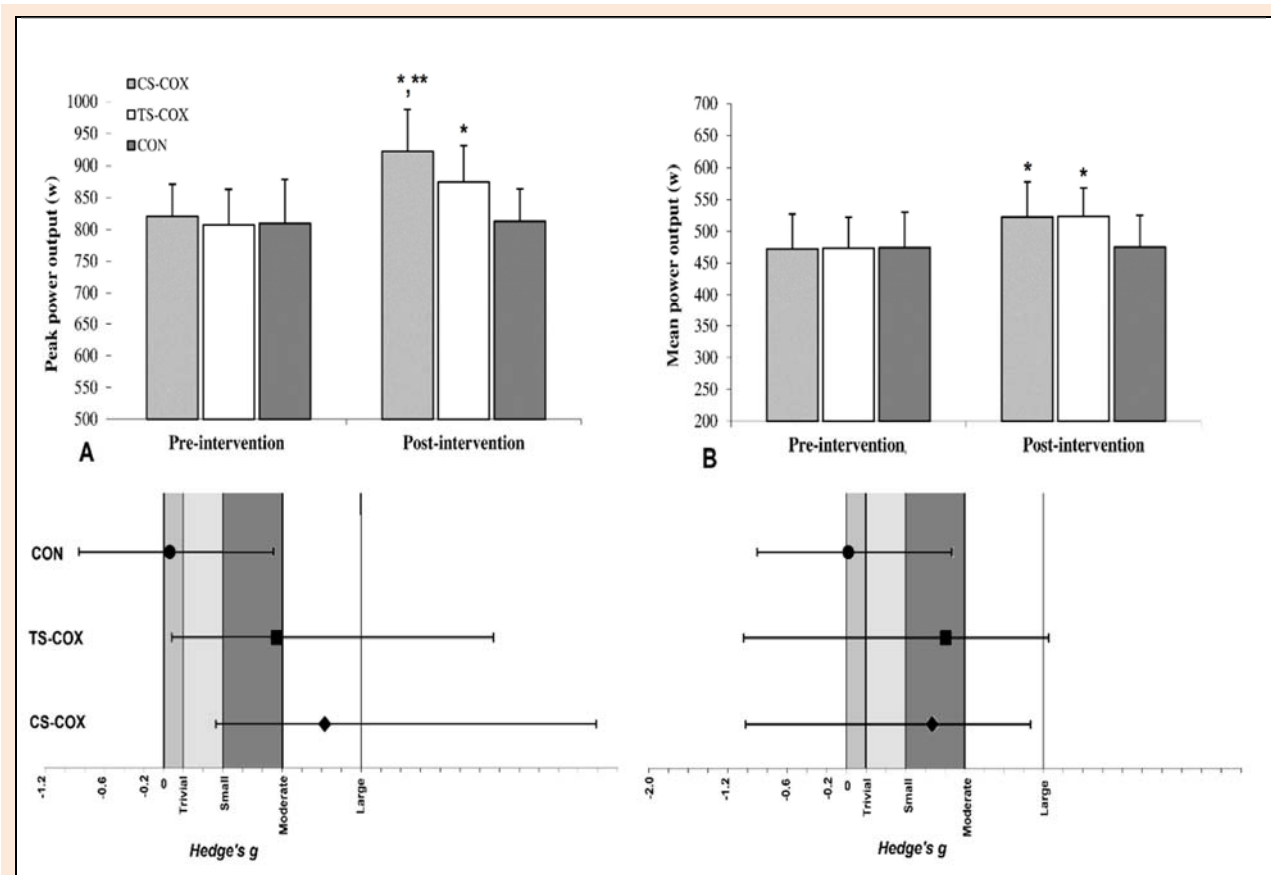 CS-COX
TS-COX
CON
*,**
*
1000
950
900
850
800
750
700
650
600
550
500
Peak power output (w)
Pre-intervention
Post-intervention
A
* *
700
650
600
550
500
450
400
350
300
250
200
Mean power output (w)
Pre-intervention,
Post-intervention
B
CON
TS-COX
CS-COX
-1.2
-0.6
-0.2
0
Trivial
Small
Moderate
Large
Hedge's g
-2.0
-1.2
-0.6
-0.2
0
Trivial
Small
Moderate
Large
Hedge's g